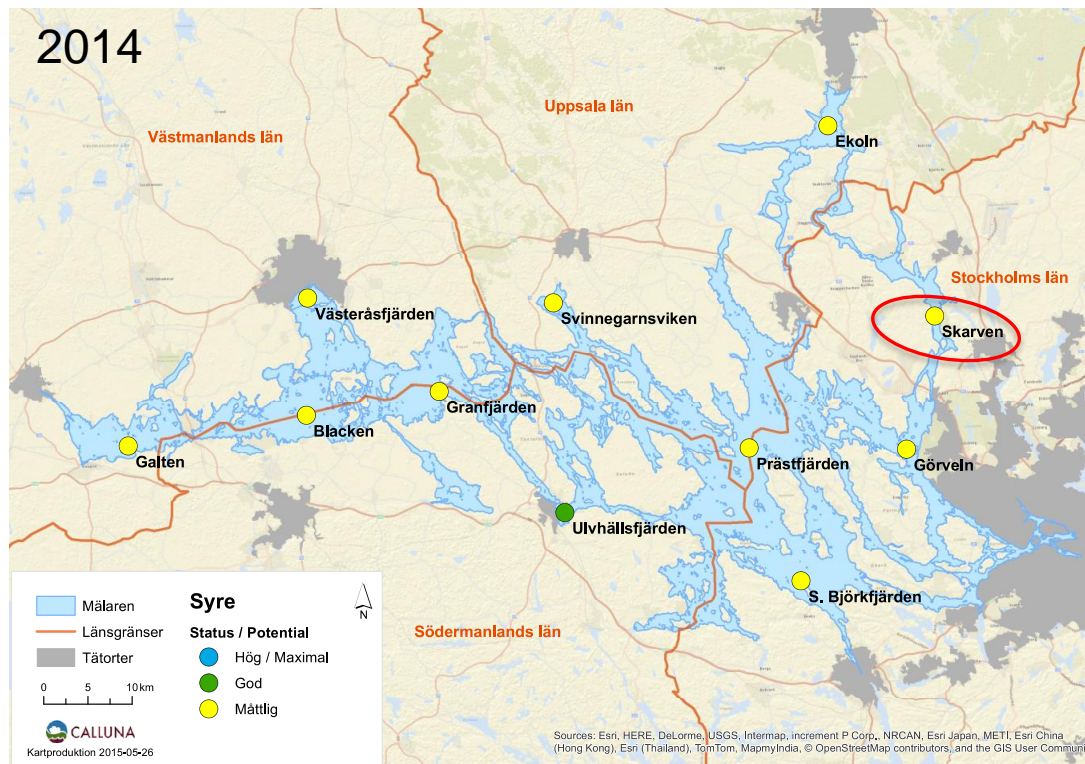 2014
Uppsala län
Västmanlands län
Ekoln
Stockholms län
Västeråsfjärden
Svinnegarnsviken
Skarven
Granfjärden
Blacken
Galten
Prästfjärden
Görveln
Ulvhällsfjärden
S. Björkfjärden
Södermanlands län
Mälaren
Länsgränser
Tätorter
0 5 10 km
CALLUNA
Kartproduktion 2015-05-26
Syre
Status / Potential
Hög / Maximal
God
Måttlig
N
Sources: Esri, HERE, DeLorme, USGS, Intermap, increment P Corp., NRCAN, Esri Japan, METI, Esri China
(Hong Kong), Esri (Thailand), TomTom, MapmyIndia, © OpenStreetMap contributors, and the GIS User Communi